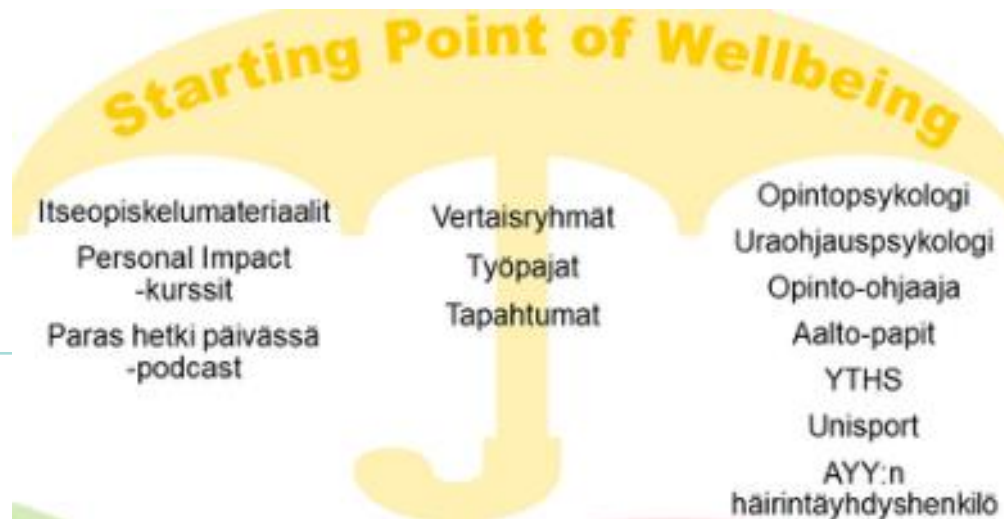 Starting Point of Wellbeing
Itseopiskelumateriaalit
Personal Impact
-kurssit
Paras hetki päivässä
-podcast
Vertaisryhmät
Työpajat
Tapahtumat
Opintopsykologi
Uraohjauspsykologi
Opinto-ohjaaja
Aalto-papit
YTHS
Unisport
AYY:n
häirintäyhdyshenkilö